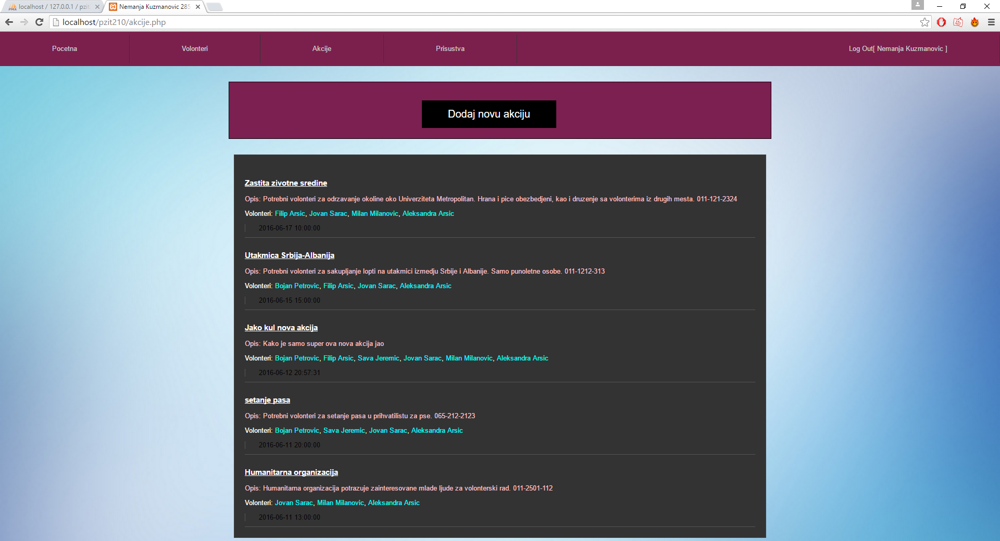 localhost / 127.0.0.1 / pzit
Nemanja Kuzmanovic 285
localhost/pzit210/akcije.php
Pocetna Volonteri Akcije Prisustva Log Out[ Nemanja Kuzmanovic ]
Dodaj novu akciju
Zastita zivotne sredine
Opis: Potrebni volonteri za odrzavanje okoline oko Univerziteta Metropolitan. Hrana i pice obezbedjeni, kao i druzenje sa volonterima iz drugih mesta. 011-121-2324
Volonteri: Filip Arsic, Jovan Sarac, Milan Milanovic, Aleksandra Arsic
2016-06-17 10:00:00
Utakmica Srbija-Albanija
Opis: Potrebni volonteri za sakupljanje lopti na utakmici izmedju Srbije i Albanije. Samo punoletne osobe. 011-1212-313
Volonteri: Bojan Petrovic, Filip Arsic, Jovan Sarac, Aleksandra Arsic
2016-06-15 15:00:00
Jako kul nova akcija
Opis: Kako je samo super ova nova akcija jao
Volonteri: Bojan Petrovic, Filip Arsic, Sava Jeremic, Jovan Sarac, Milan Milanovic, Aleksandra Arsic
2016-06-12 20:57:31
setanje pasa
Opis: Potrebni volonteri za setanje pasa u prihvatilistu za pse. 065-212-2123
Volonteri: Bojan Petrovic, Sava Jeremic, Jovan Sarac, Aleksandra Arsic
2016-06-11 20:00:00
Humanitarna organizacija
Opis: Humanitarna organizacija potrazuje zainteresovane mlade ljude za volonterski rad. 011-2501-112
Volonteri: Jovan Sarac, Milan Milanovic, Aleksandra Arsic
2016-06-11 13:00:00